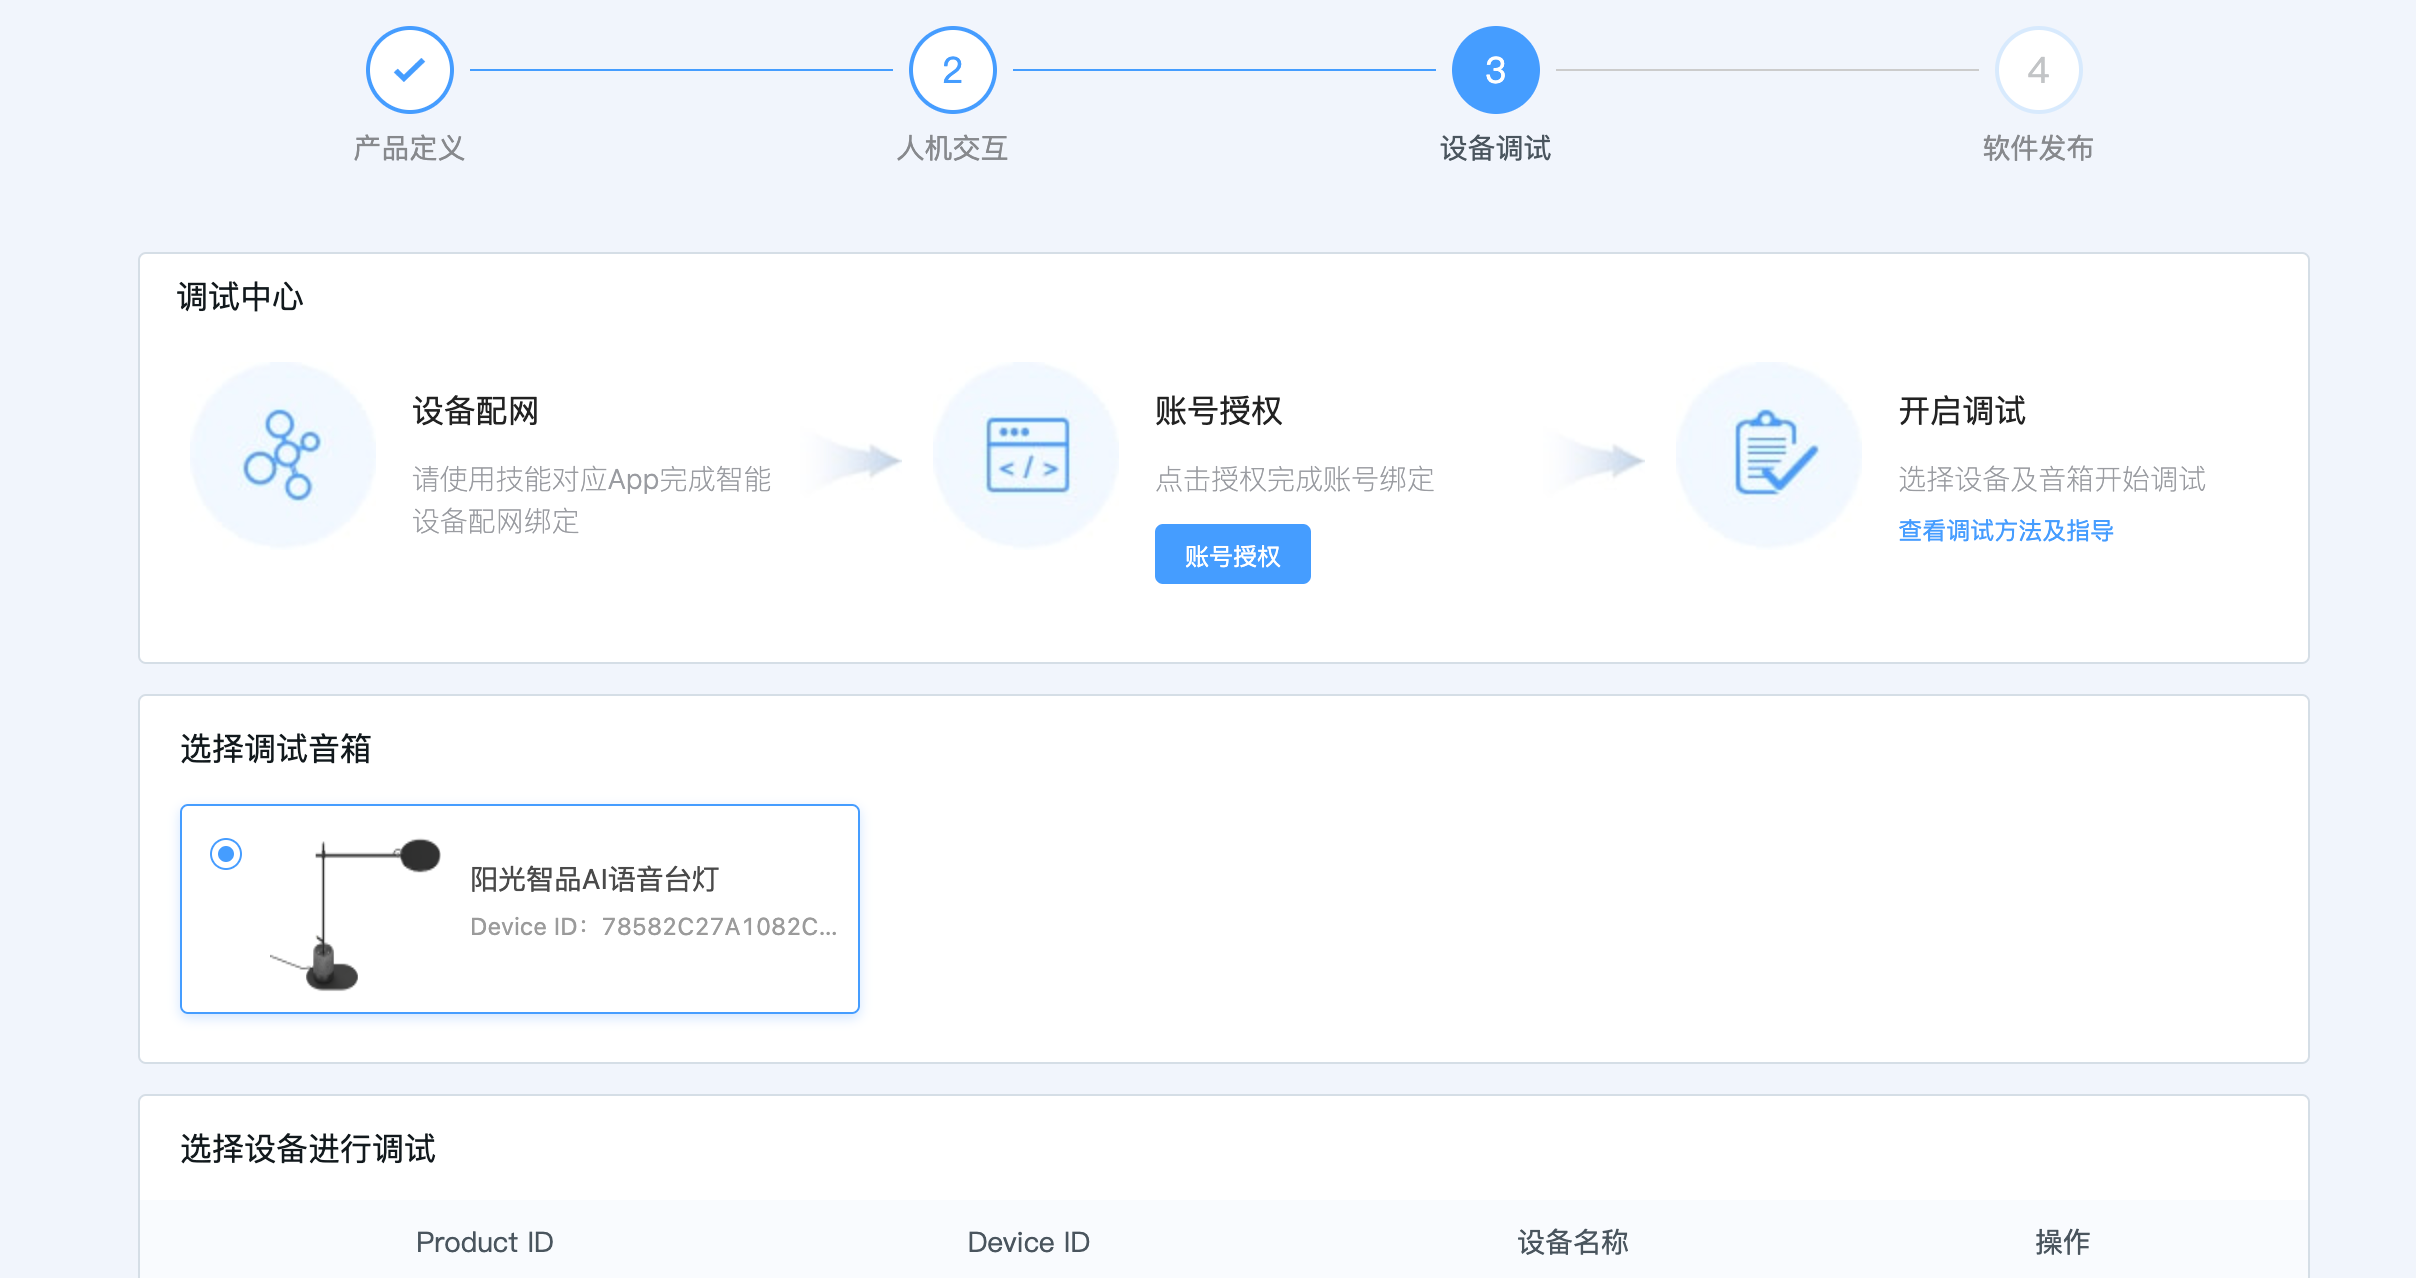 2
3
4
产品定义
人机交互
设备调试
软件发布
调试中心
设备配网
请使用技能对应App完成智能
设备配网绑定
账号授权
点击授权完成账号绑定
账号授权
开启调试
选择设备及音箱开始调试
查看调试方法及指导
选择调试音箱
阳光智品AI语音台灯
Device ID：78582C27A1082C...
选择设备进行调试
Product ID
Device ID
设备名称
操作